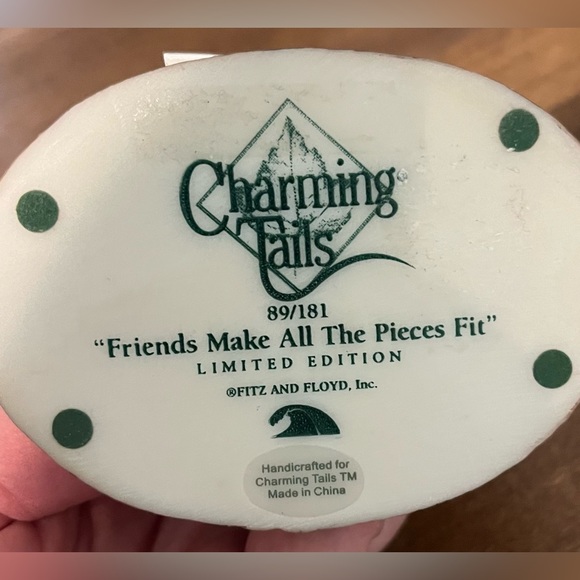 Charming
Tails
89/181
“Friends Make All The Pieces Fit”
LIMITED EDITION
®FITZ AND FLOYD, Inc.
Handicrafted for
Charming Tails TM
Made in China